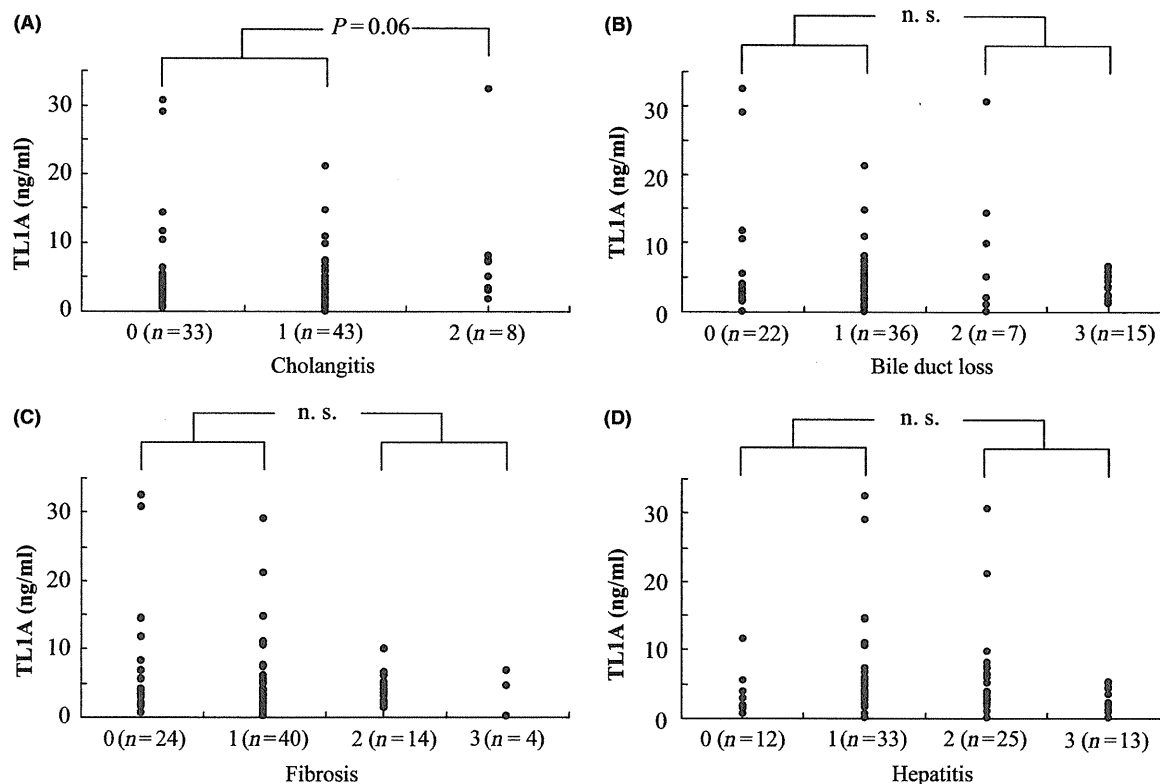 (A)
P = 0.06
TL1A (ng/ml)
30
20
10
0
0 (n=33) 1 (n=43) 2 (n=8)
Cholangitis
(B)
n. s.
TL1A (ng/ml)
30
20
10
0
0 (n=22) 1 (n=36) 2 (n=7) 3 (n=15)
Bile duct loss
(C)
n. s.
TL1A (ng/ml)
30
20
10
0
0 (n=24) 1 (n=40) 2 (n=14) 3 (n=4)
Fibrosis
(D)
n. s.
TL1A (ng/ml)
30
20
10
0
0 (n=12) 1 (n=33) 2 (n=25) 3 (n=13)
Hepatitis